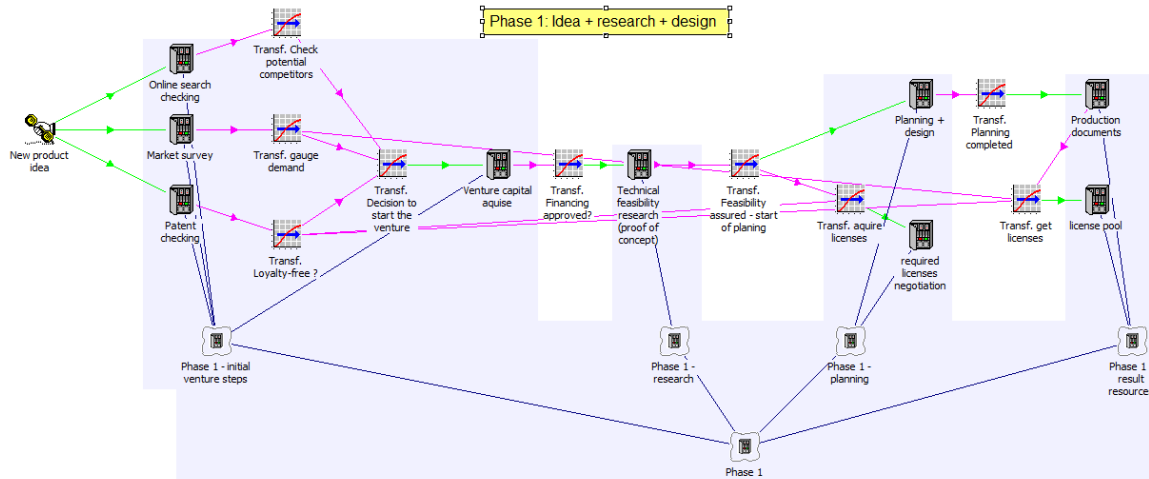 Phase 1: Idea + research + design
Transf. Check
potential
competitors
Online search
checking
New product
idea
Market survey
Transf. gauge
demand
Patent
checking
Transf.
Loyalty-free ?
Transf.
Decision to
start the
venture
Venture capital
aquise
Transf.
Financing
approved?
Technical
feasibility
research
(proof of
concept)
Transf.
Feasibility
assured - start
of planing
Planning +
design
Transf.
Planning
completed
Production
documents
Transf. aquire
licenses
required
licenses
negotiation
Transf. get
licenses
license pool
Phase 1 - initial
venture steps
Phase 1 -
research
Phase 1 -
planning
Phase 1
result
resource
Phase 1